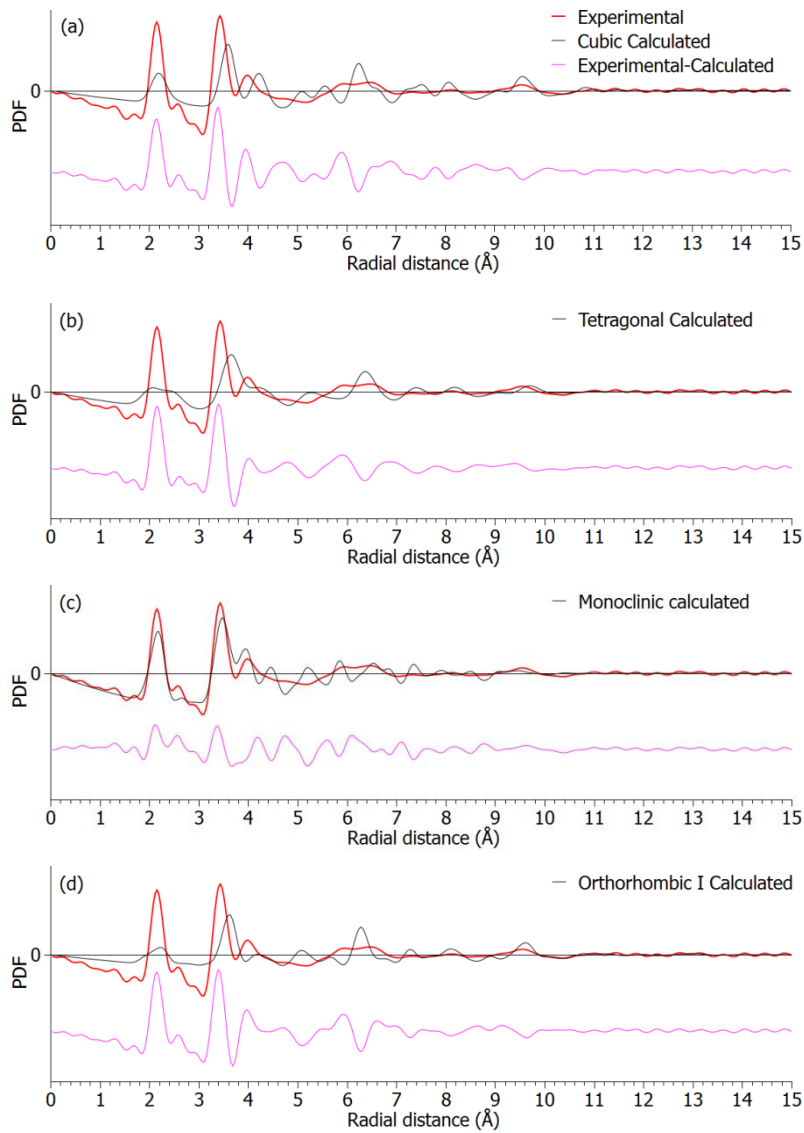 (a)
Experimental
Cubic Calculated
Experimental-Calculated
PDF
0
0 1 2 3 4 5 6 7 8 9 10 11 12 13 14 15
Radial distance (Å)
(b)
Tetragonal Calculated
PDF
0
0 1 2 3 4 5 6 7 8 9 10 11 12 13 14 15
Radial distance (Å)
(c)
Monoclinic calculated
PDF
0
0 1 2 3 4 5 6 7 8 9 10 11 12 13 14 15
Radial distance (Å)
(d)
Orthorhombic I Calculated
PDF
0
0 1 2 3 4 5 6 7 8 9 10 11 12 13 14 15
Radial distance (Å)